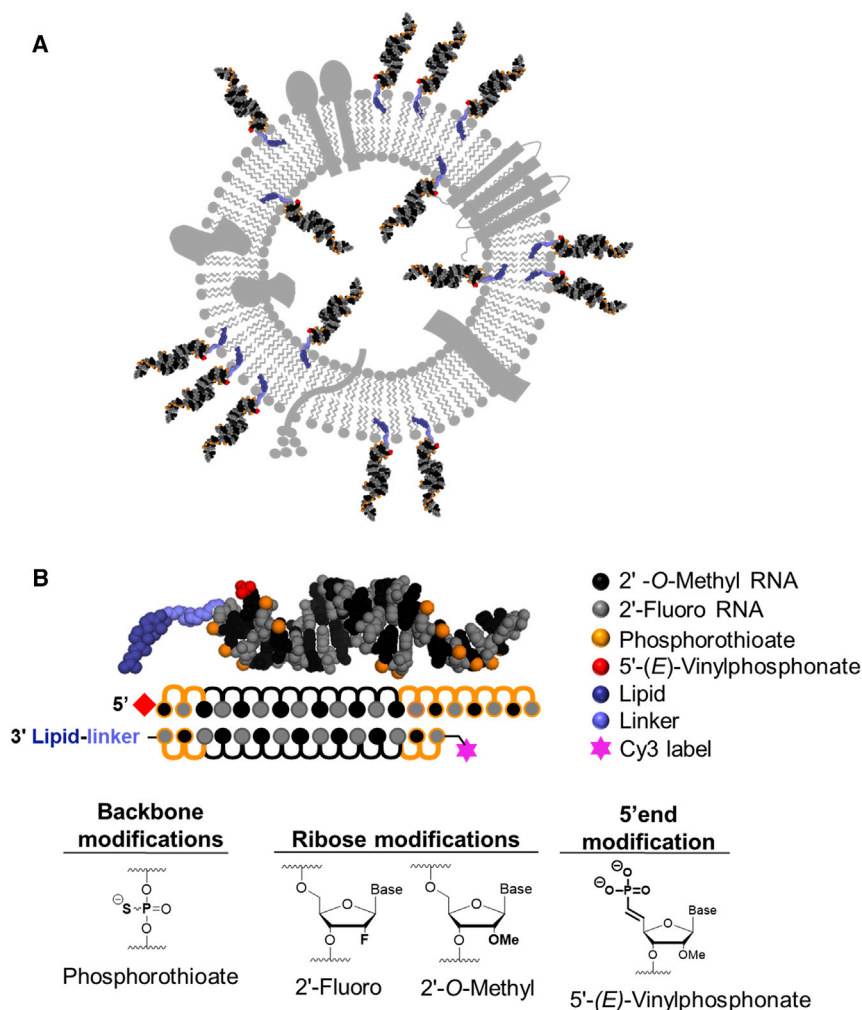 A
B
2' -O-Methyl RNA
2'-Fluoro RNA
Phosphorothioate
5'-(E)-Vinylphosphonate
Lipid
Linker
Cy3 label
5'
3' Lipid-linker
Backbone
modifications
Ribose modifications
5'end
modification
⊖
S
P
O
O
O
Phosphorothioate
O
O
Base
O
F
2'-Fluoro
O
O
Base
O
OMe
2'-O-Methyl
⊖
O
⊖
O
P
O
O
Base
O
OMe
5'-(E)-Vinylphosphonate